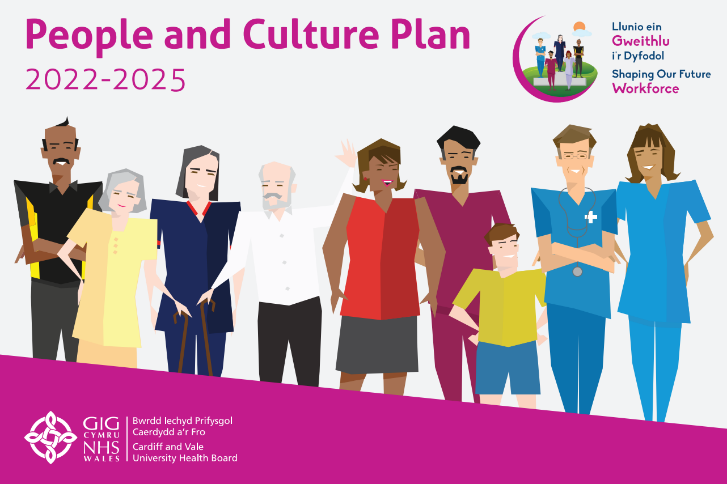 People and Culture Plan
2022-2025
Llunio ein
Gweithlu
i'r Dyfodol
Shaping Our Future
Workforce
GIG
CYMRU
NHS
WALES
Bwrdd Iechyd Prifysgol
Caerdydd a'r Fro
Cardiff and Vale
University Health Board